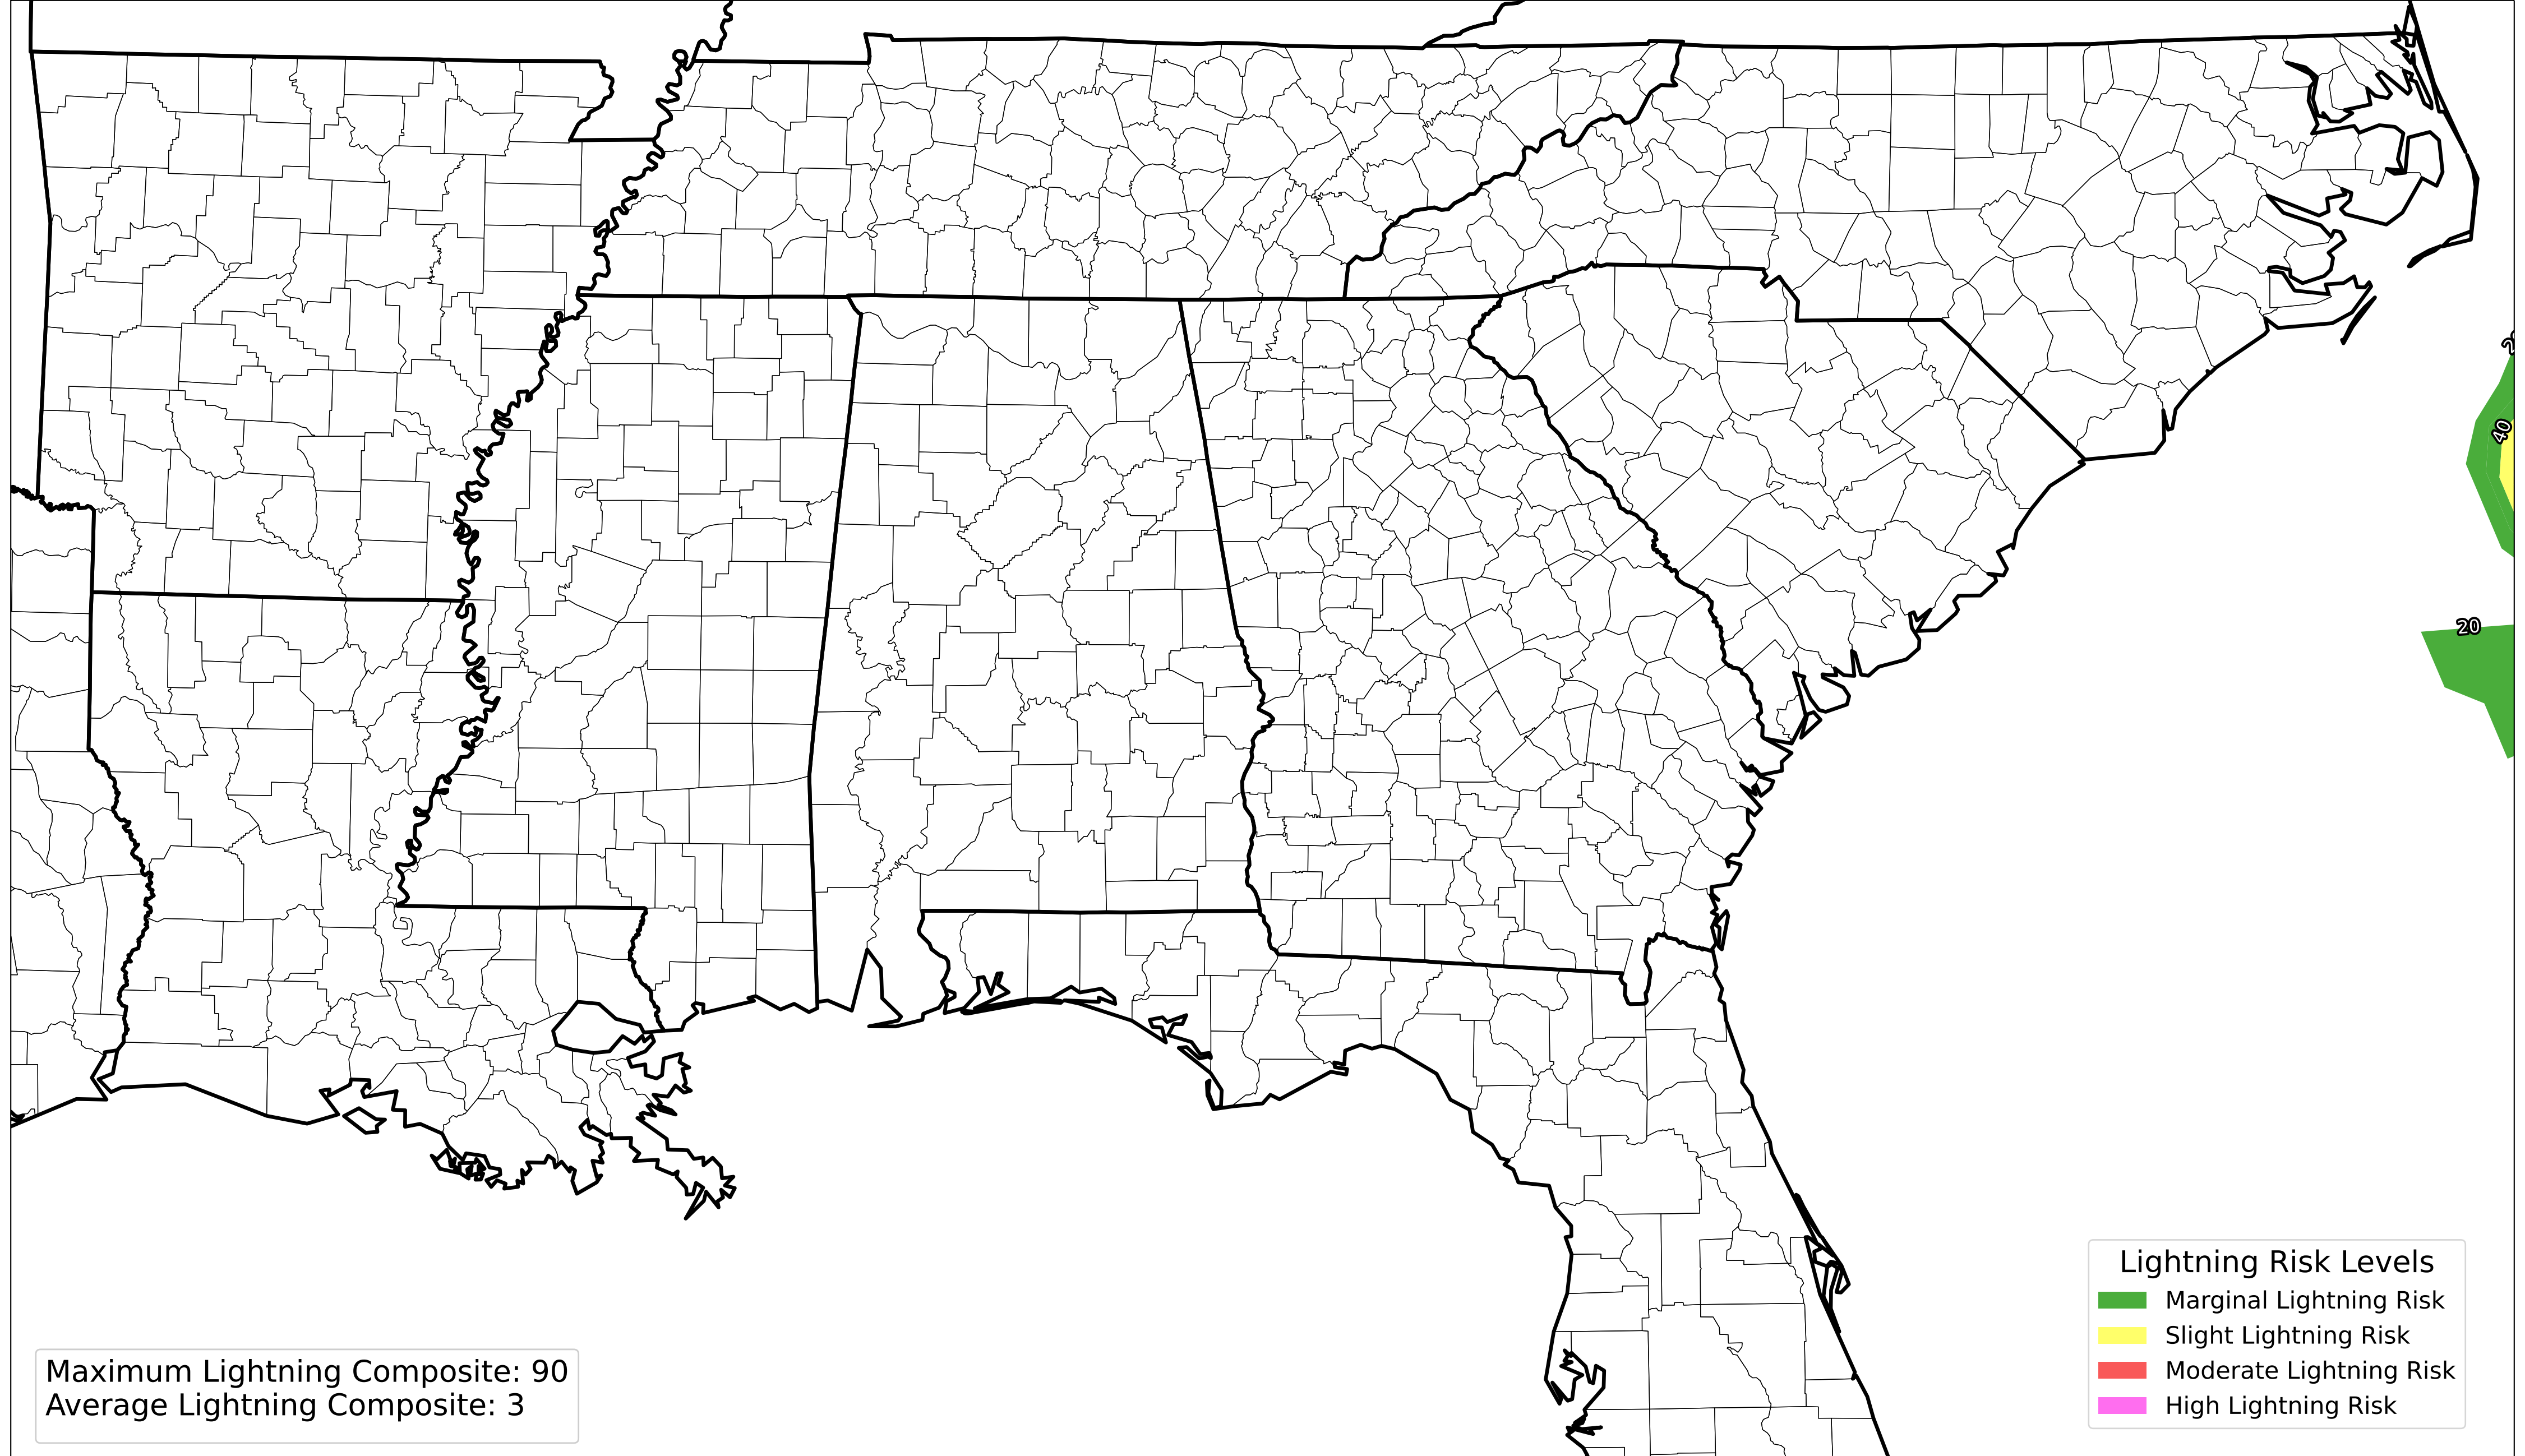 40
20
Lightning Risk Levels
Marginal Lightning Risk
Slight Lightning Risk
Moderate Lightning Risk
High Lightning Risk
Maximum Lightning Composite: 90
Average Lightning Composite: 3